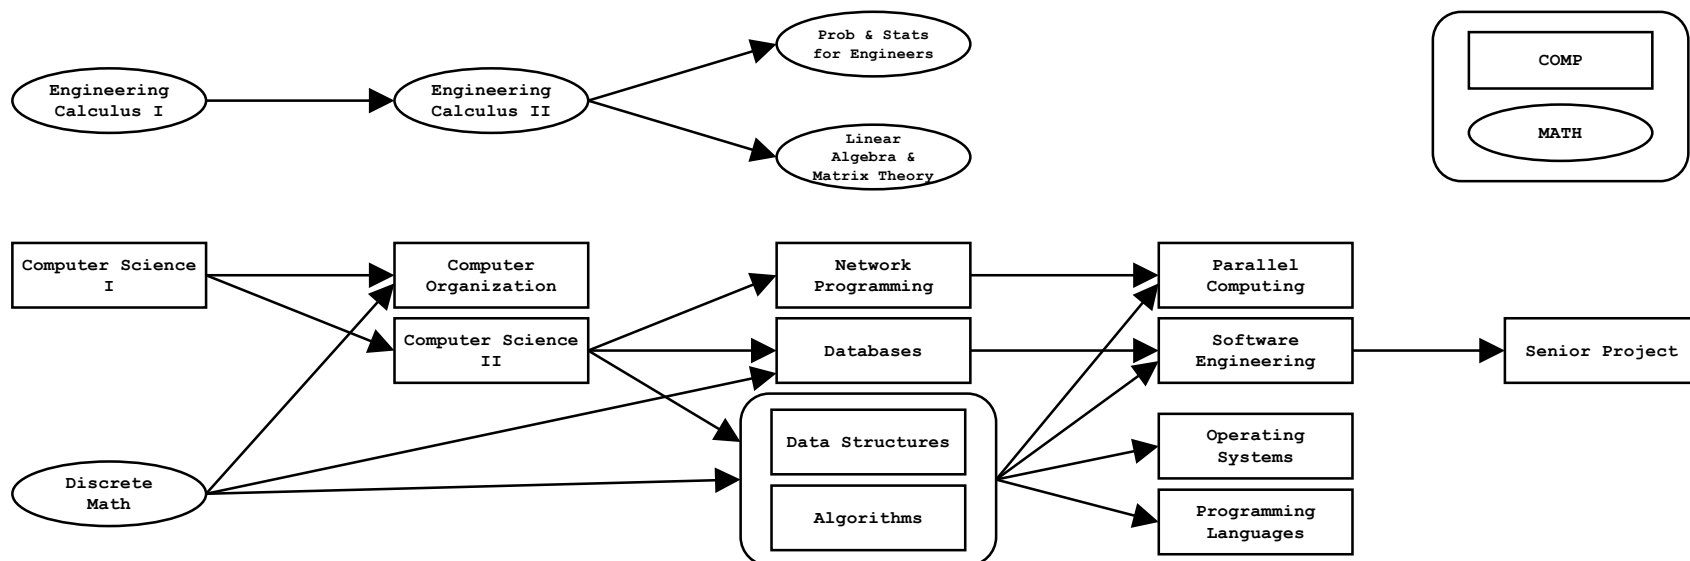 Prob & Stats
for Engineers
Engineering
Calculus I
Engineering
Calculus II
Linear
Algebra &
Matrix Theory
COMP
MATH
Computer Science
I
Computer
Organization
Network
Programming
Parallel
Computing
Computer Science
II
Databases
Software
Engineering
Senior Project
Data Structures
Operating
Systems
Discrete
Math
Algorithms
Programming
Languages